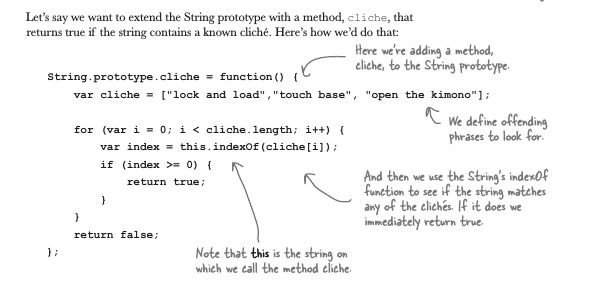 Let's say we want to extend the String prototype with a method, cliche, that
returns true if the string contains a known cliché. Here's how we'd do that:
Here we're adding a method,
cliche, to the String prototype.
String.prototype.cliche = function() {
    var cliche = ["lock and load","touch base", "open the kimono"];
We define offending
phrases to look for.
    for (var i = 0; i < cliche.length; i++) {
        var index = this.indexOf(cliche[i]);
        if (index >= 0) {
            return true;
        }
    }
    return false;
};
And then we use the String's indexOf
function to see if the string matches
any of the clichés. If it does we
immediately return true.
Note that this is the string on
which we call the method cliche.